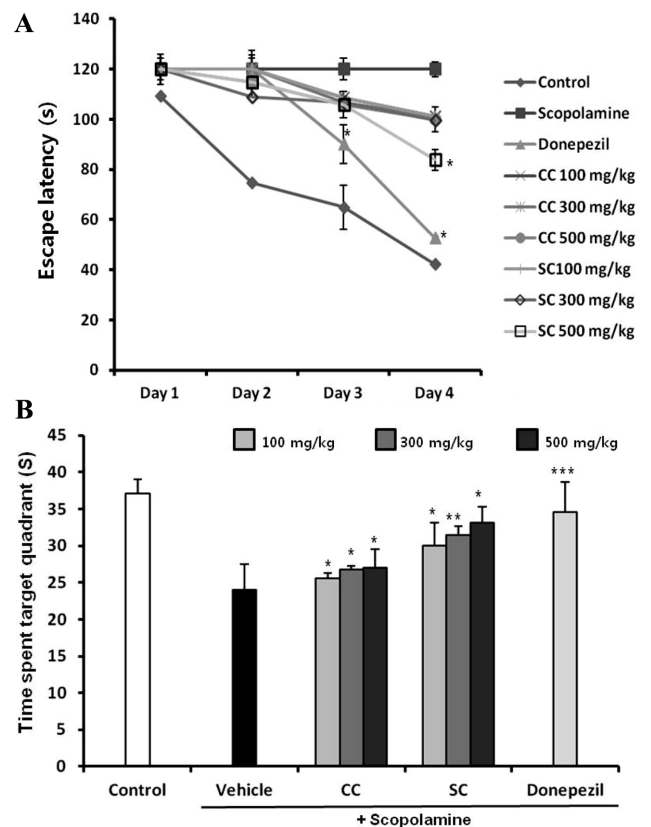 A
Escape latency (s)
140
120
100
80
60
40
20
0
Day 1 Day 2 Day 3 Day 4
*
*
*
Control
Scopolamine
Donepezil
CC 100 mg/kg
CC 300 mg/kg
CC 500 mg/kg
SC100 mg/kg
SC 300 mg/kg
SC 500 mg/kg
B
Time spent target quadrant (S)
45
40
35
30
25
20
15
10
5
0
100 mg/kg 300 mg/kg 500 mg/kg
* * * * ** * ***
Control Vehicle CC SC Donepezil
+ Scopolamine